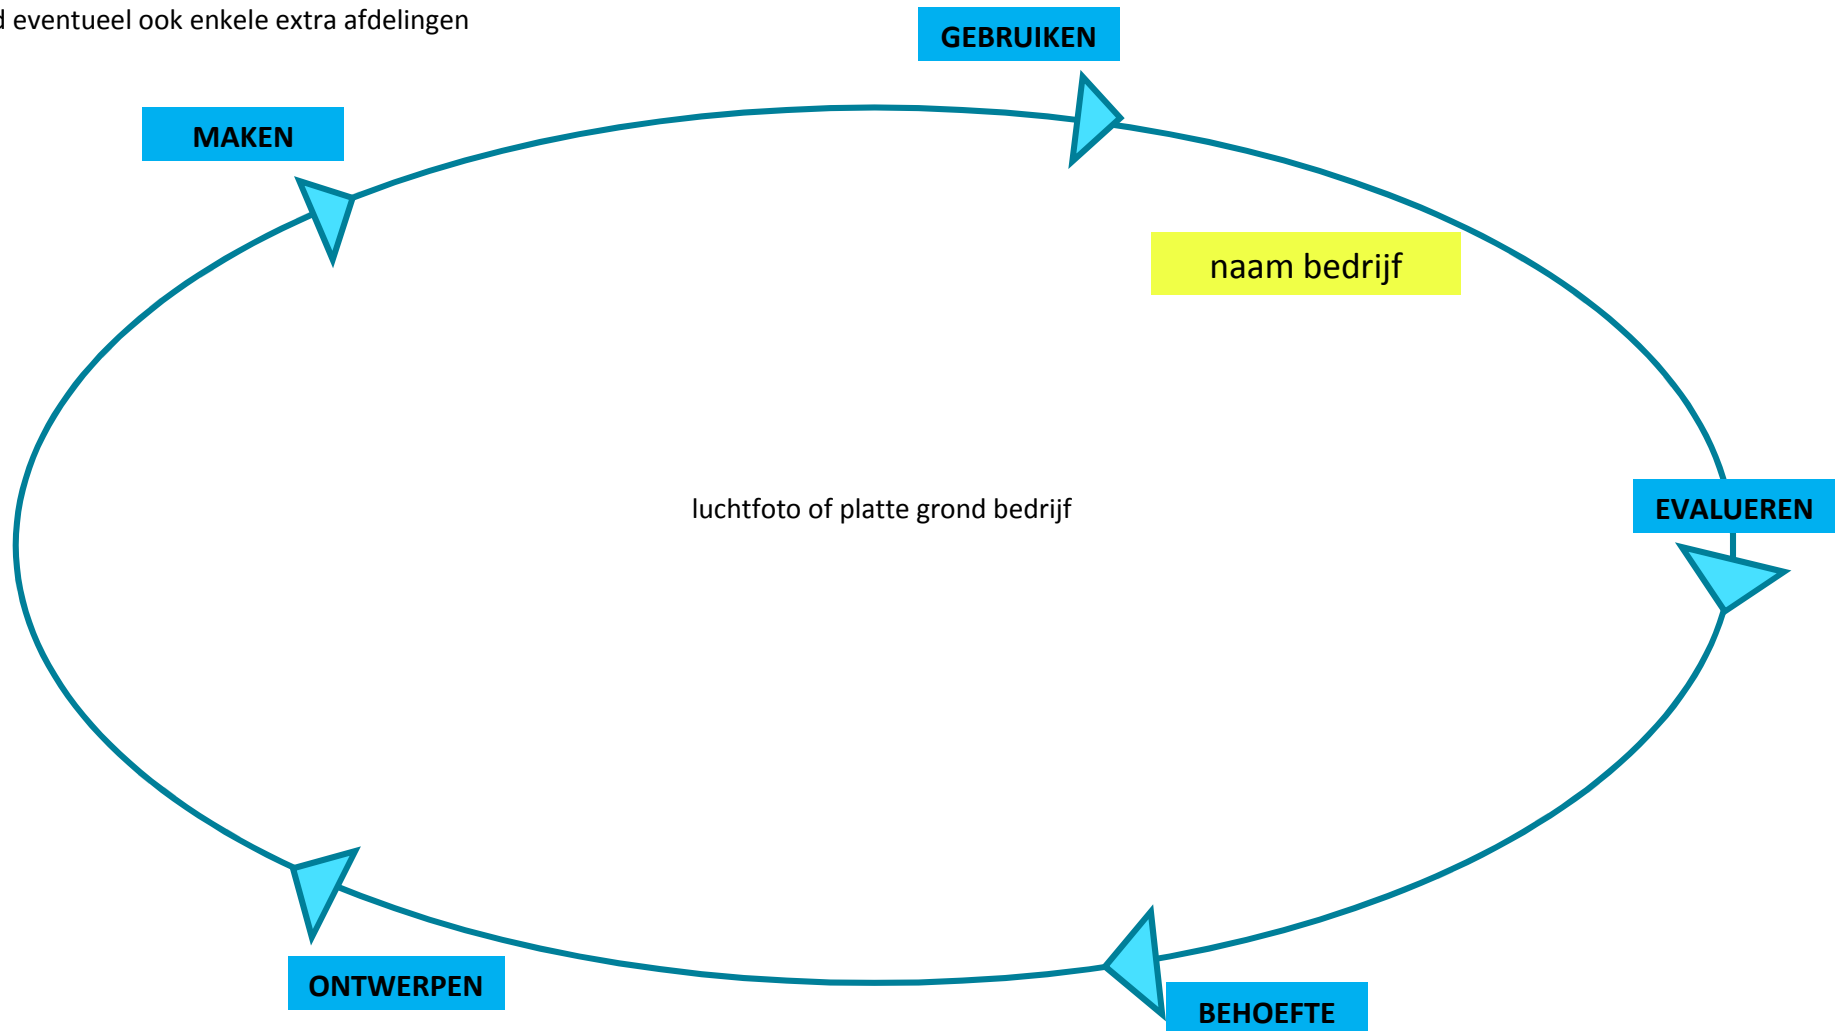 eventueel ook enkele extra afdelingen
GEBRUIKEN
MAKEN
naam bedrijf
luchtfoto of platte grond bedrijf
EVALUEREN
ONTWERPEN
BEHOEFTE